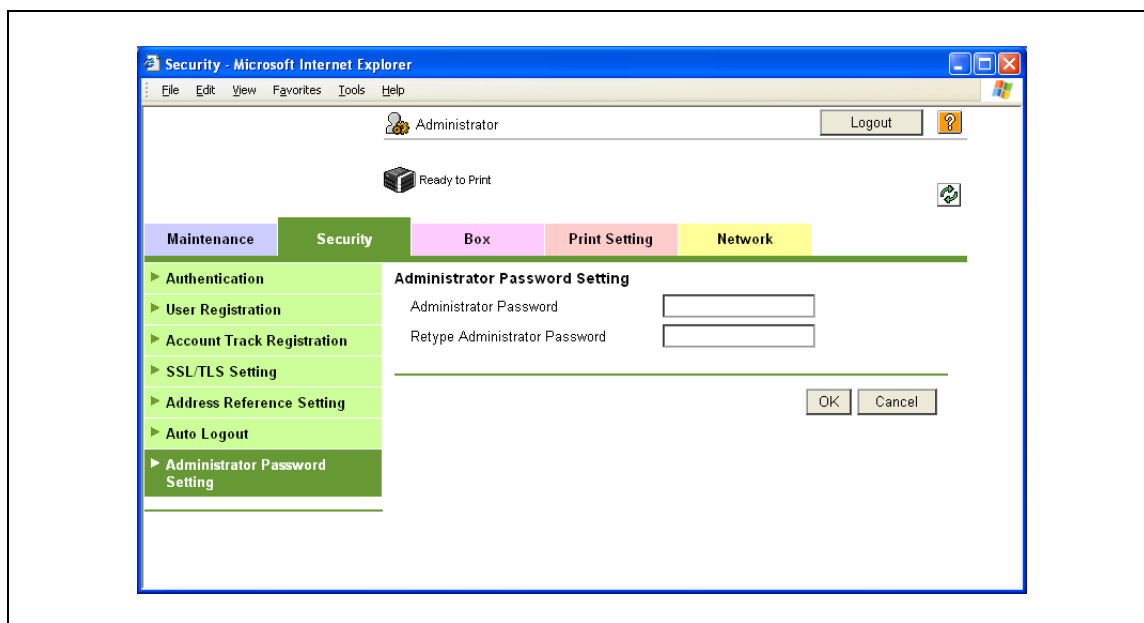 Security - Microsoft Internet Explorer
File Edit View Favorites Tools Help
Administrator
Logout
?
Ready to Print
Maintenance Security Box Print Setting Network
Authentication
User Registration
Account Track Registration
SSL/TLS Setting
Address Reference Setting
Auto Logout
Administrator Password
Setting
Administrator Password Setting
Administrator Password
Retype Administrator Password
OK Cancel